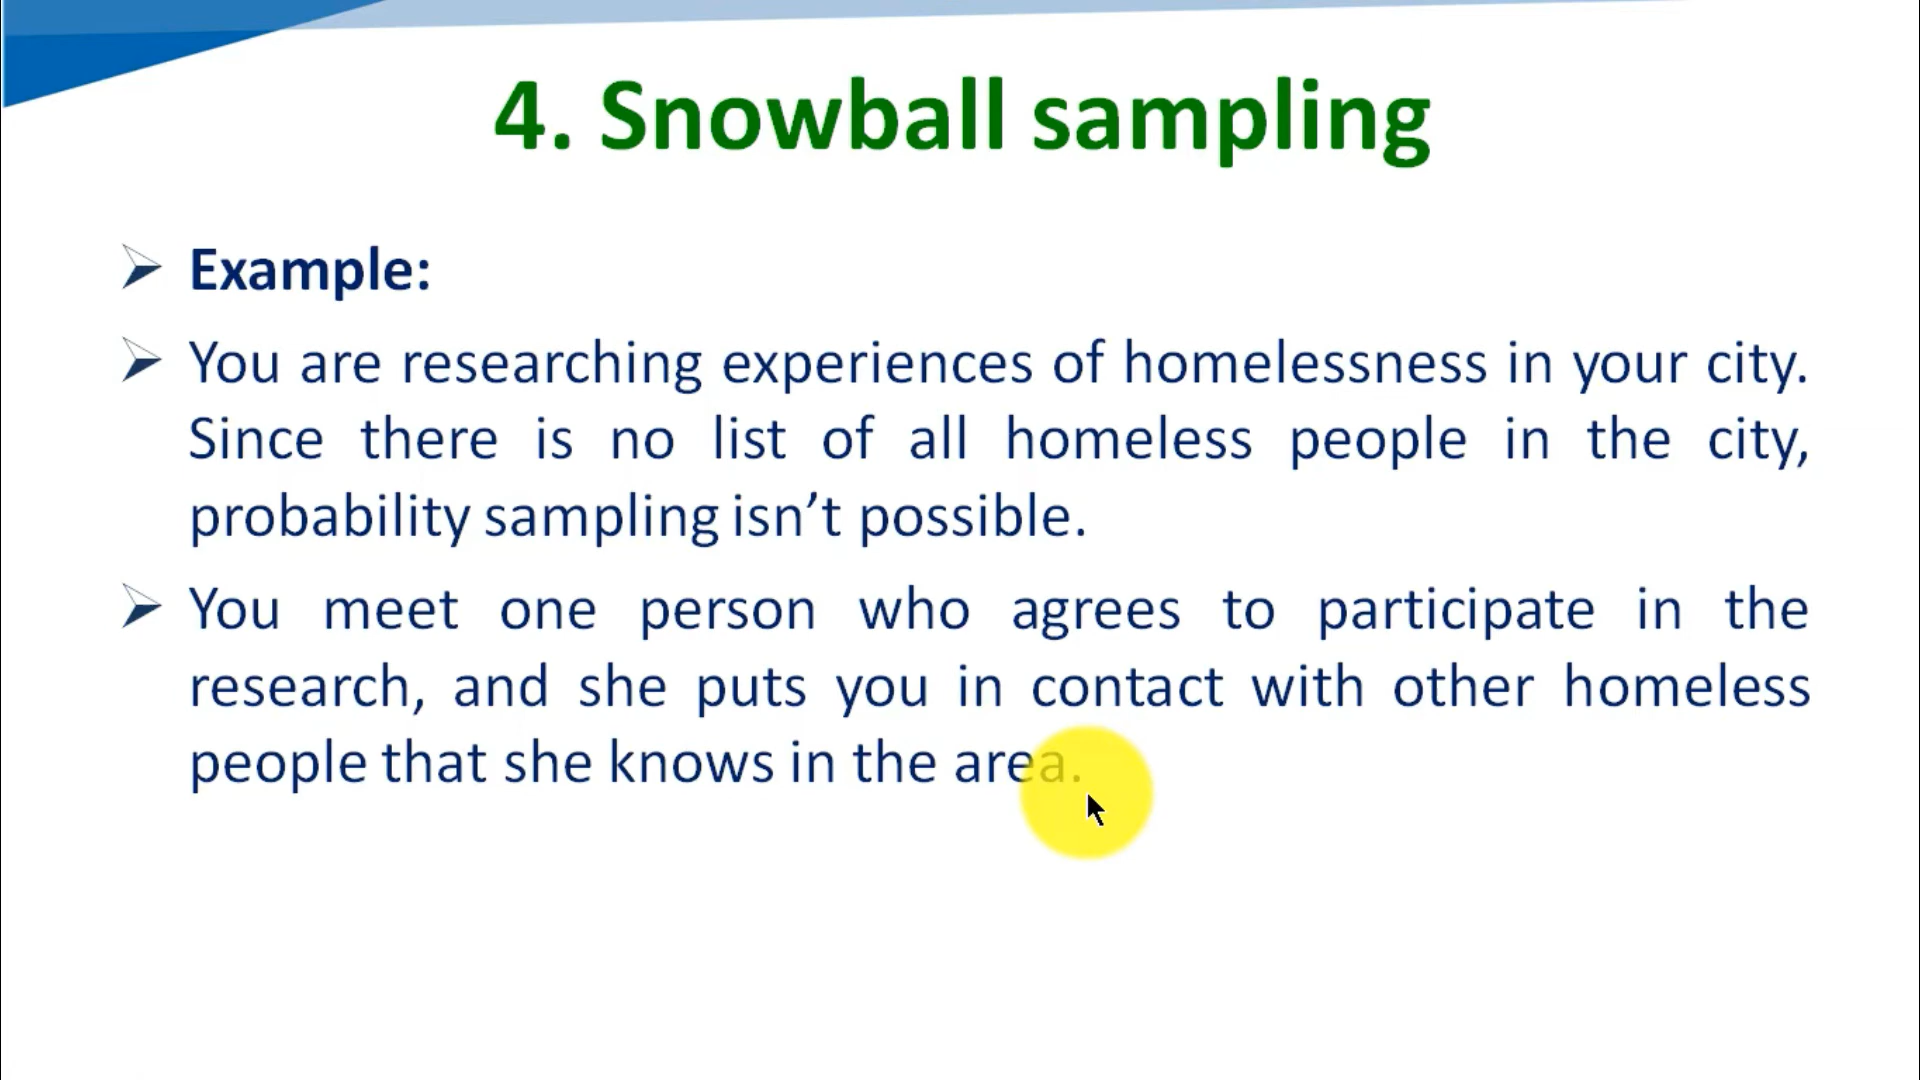 4. Snowball sampling
Example:
You are researching experiences of homelessness in your city.
Since there is no list of all homeless people in the city,
probability sampling isn’t possible.
You meet one person who agrees to participate in the
research, and she puts you in contact with other homeless
people that she knows in the area.